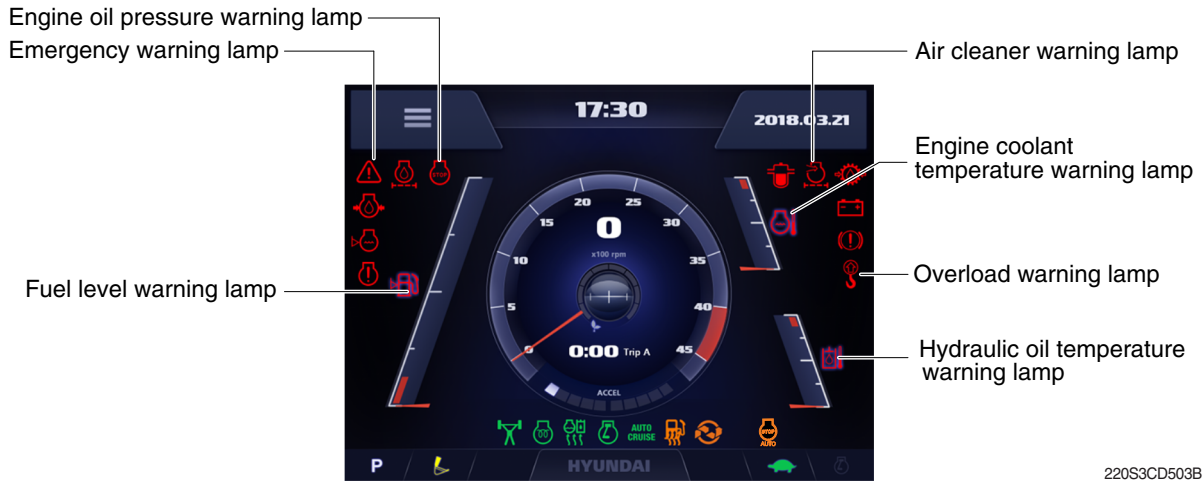 Engine oil pressure warning lamp
Emergency warning lamp
Fuel level warning lamp
Air cleaner warning lamp
Engine coolant
temperature warning lamp
Overload warning lamp
Hydraulic oil temperature
warning lamp
17:30
2018.03.21
STOP
0
x100 rpm
0
5
10
15
20
25
30
35
40
45
0:00 Trip A
ACCEL
AUTO
CRUISE
STOP
AUTO
P
HYUNDAI
220S3CD503B